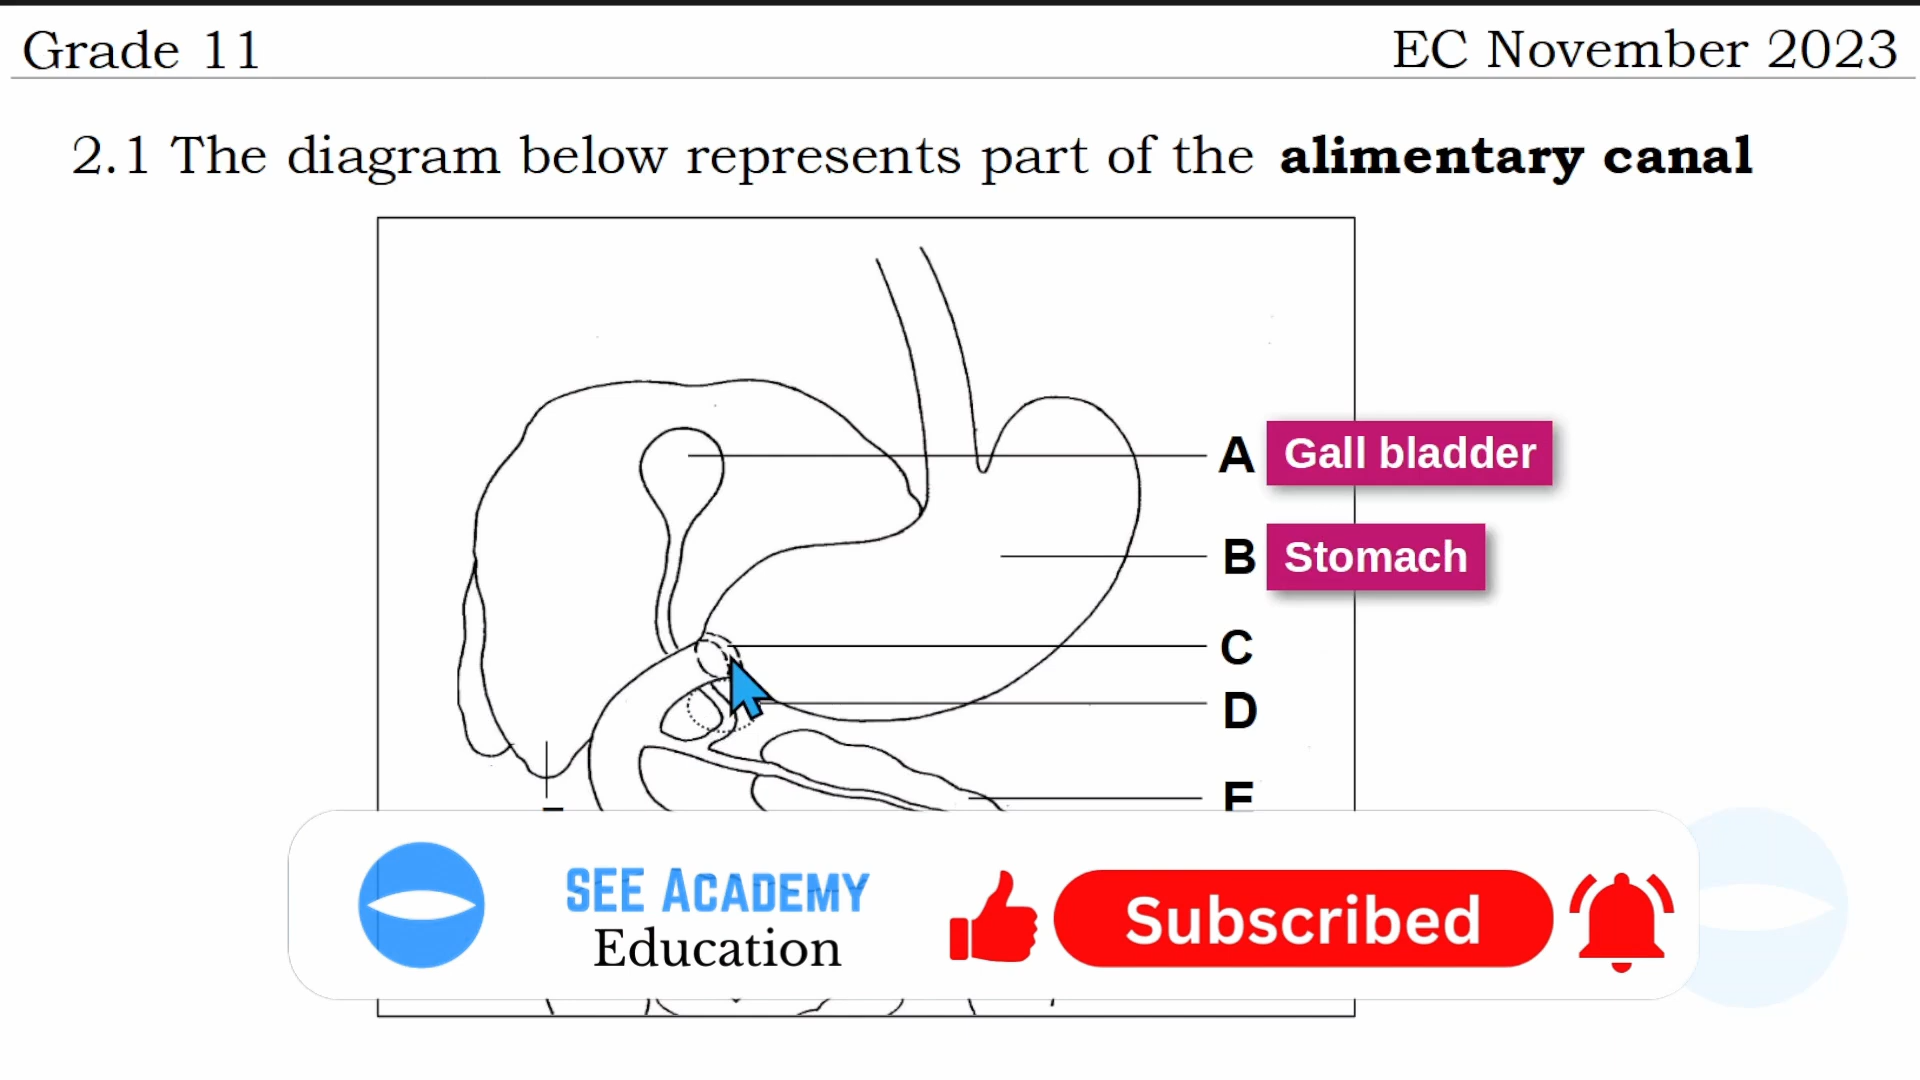 Grade 11
EC November 2023
2.1 The diagram below represents part of the alimentary canal
A Gall bladder
B Stomach
C
D
E
SEE ACADEMY
Education
Subscribed